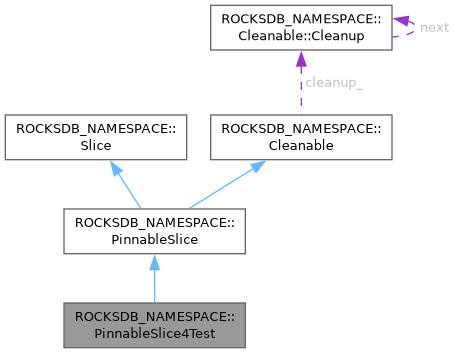 ROCKSDB_NAMESPACE::
Cleanable::Cleanup
next
cleanup_
ROCKSDB_NAMESPACE::
Slice
ROCKSDB_NAMESPACE::
Cleanable
ROCKSDB_NAMESPACE::
PinnableSlice
ROCKSDB_NAMESPACE::
PinnableSlice4Test